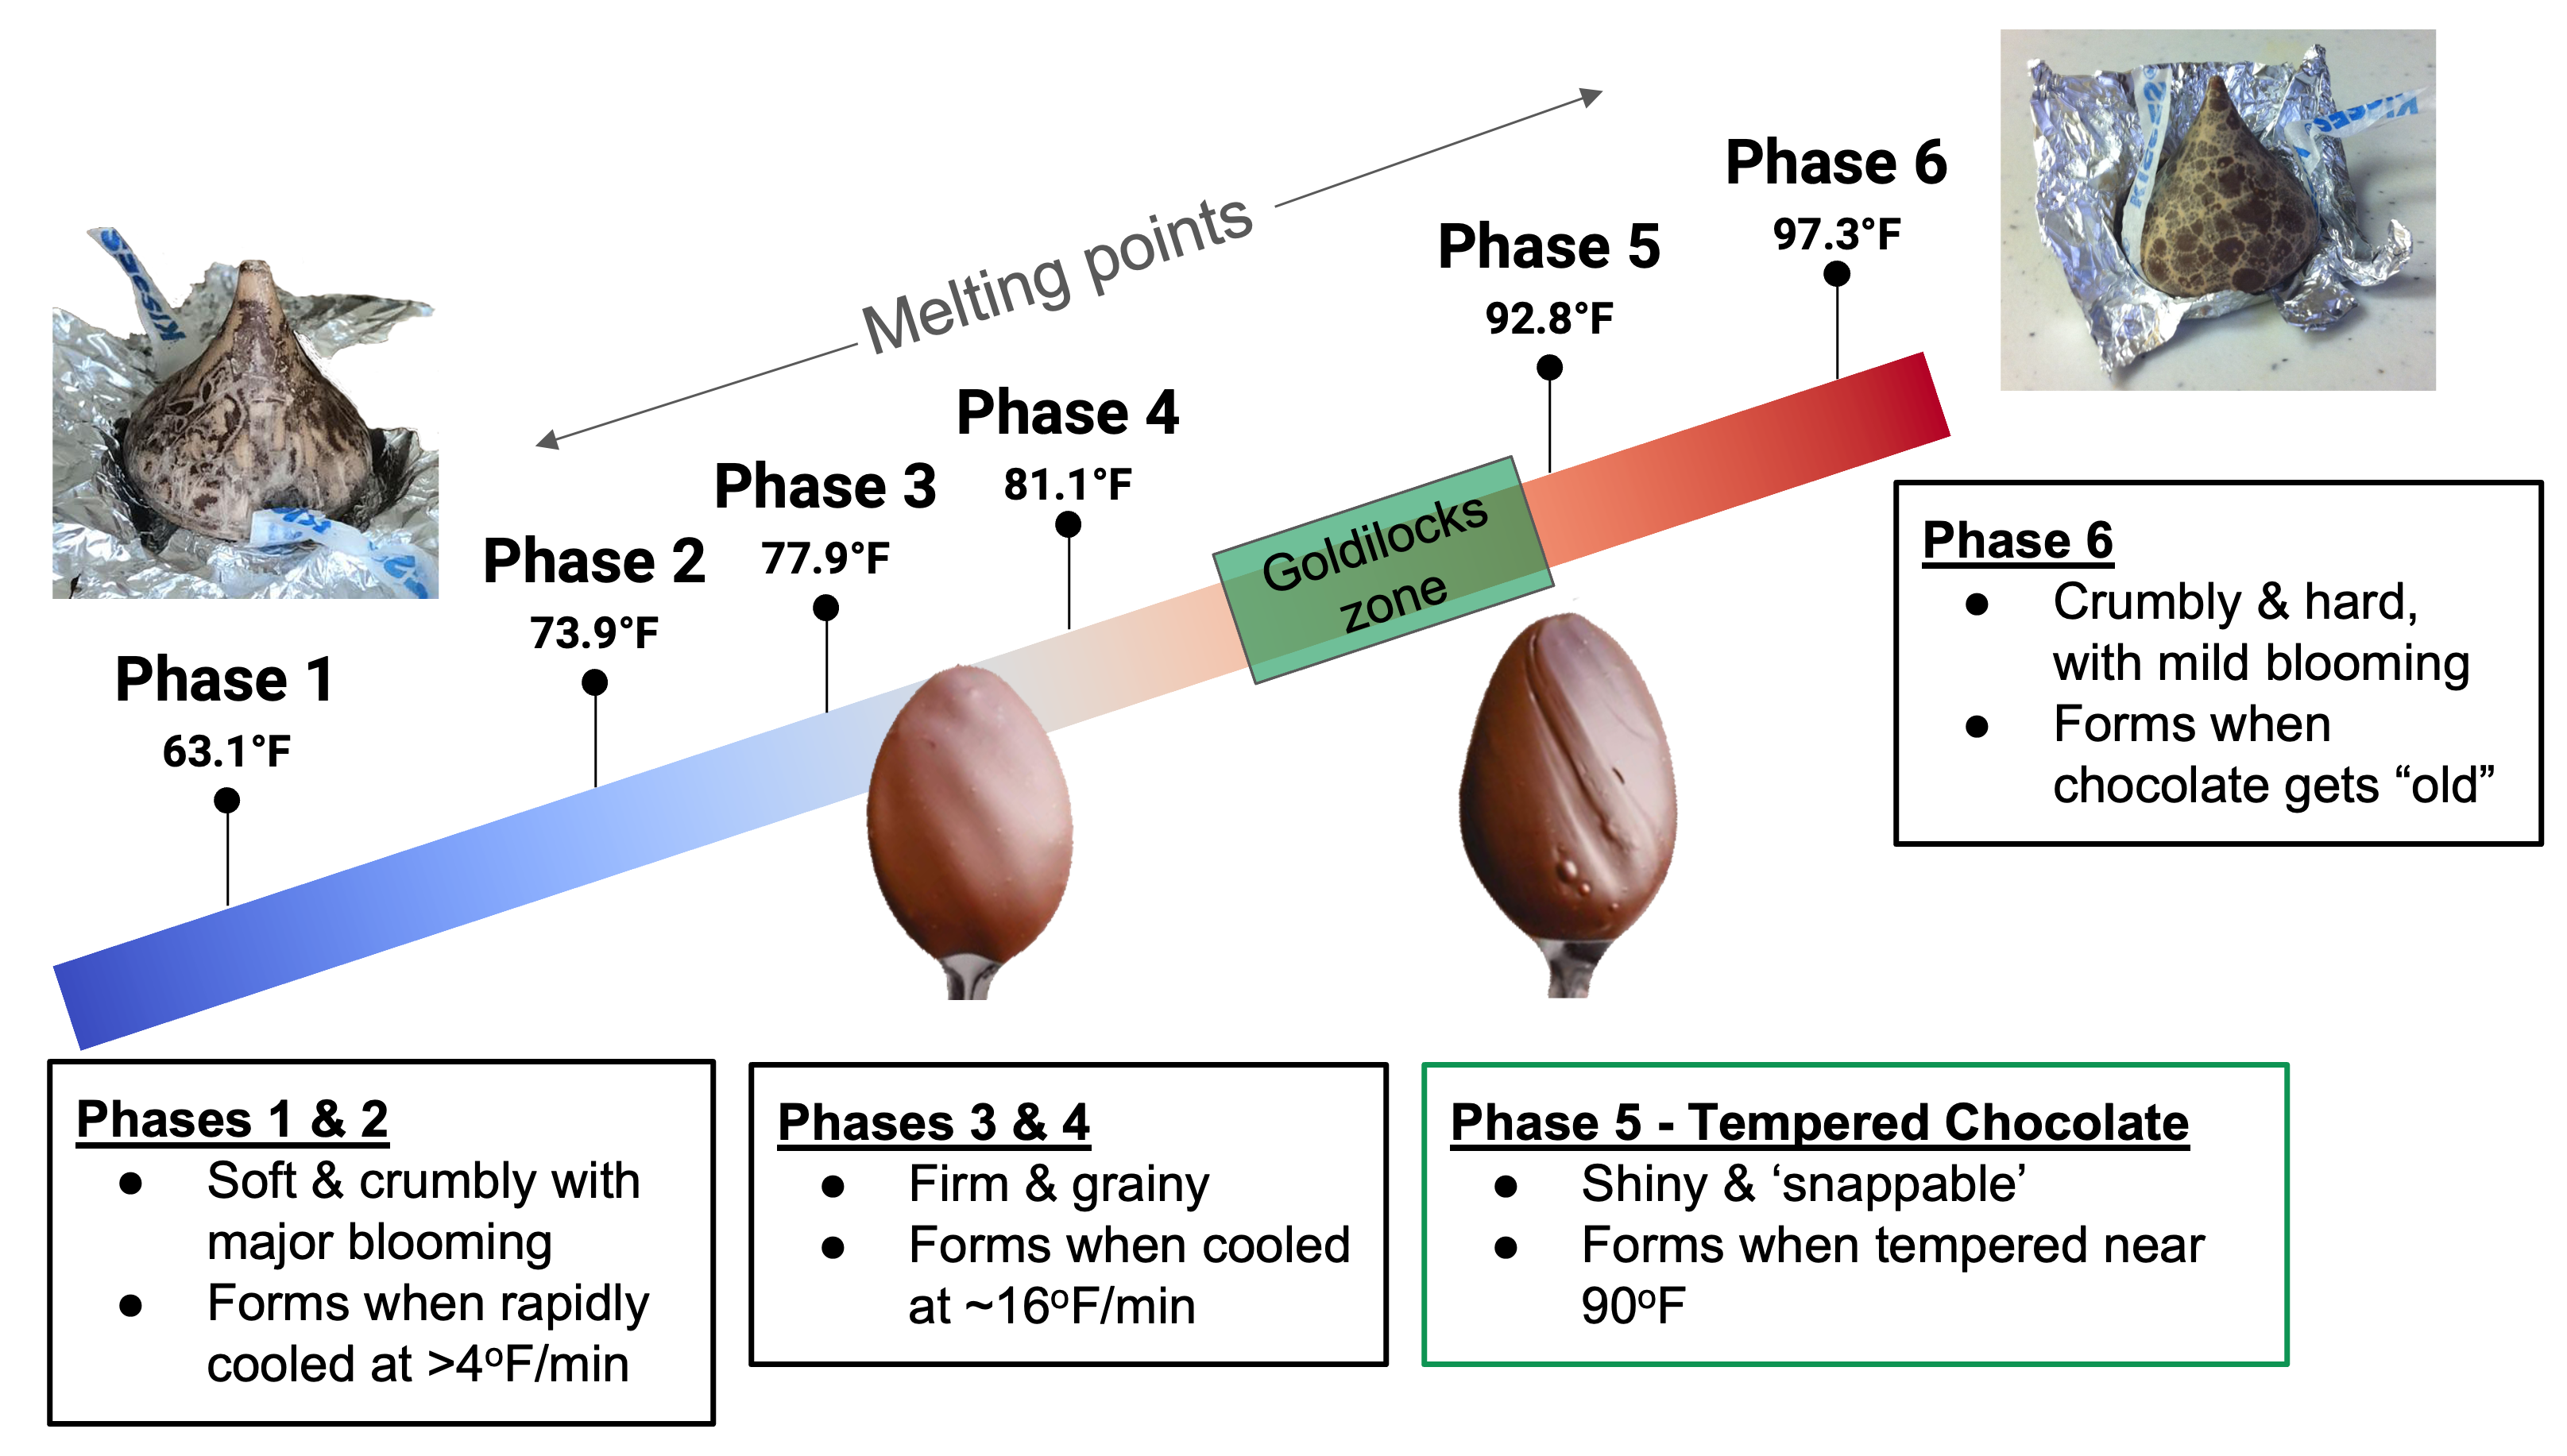 Melting points
Phase 1
63.1°F
Phase 2
73.9°F
Phase 3
77.9°F
Phase 4
81.1°F
Goldilocks
zone
Phase 5
92.8°F
Phase 6
97.3°F
KISSES
KISSES
KISSES
Phases 1 & 2
● Soft & crumbly with
major blooming
● Forms when rapidly
cooled at >4ºF/min
Phases 3 & 4
● Firm & grainy
● Forms when cooled
at ~16ºF/min
Phase 5 - Tempered Chocolate
● Shiny & ‘snappable’
● Forms when tempered near
90ºF
Phase 6
● Crumbly & hard,
with mild blooming
● Forms when
chocolate gets “old”